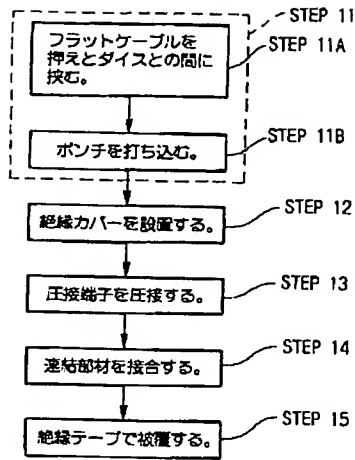 STEP 11
フラットケーブルを
押えとダイスとの間に
挟む。
STEP 11A
ポンチを打ち込む。
STEP 11B
絶縁カバーを設置する。
STEP 12
圧接端子を圧接する。
STEP 13
連結部材を接合する。
STEP 14
絶縁テープで被覆する。
STEP 15